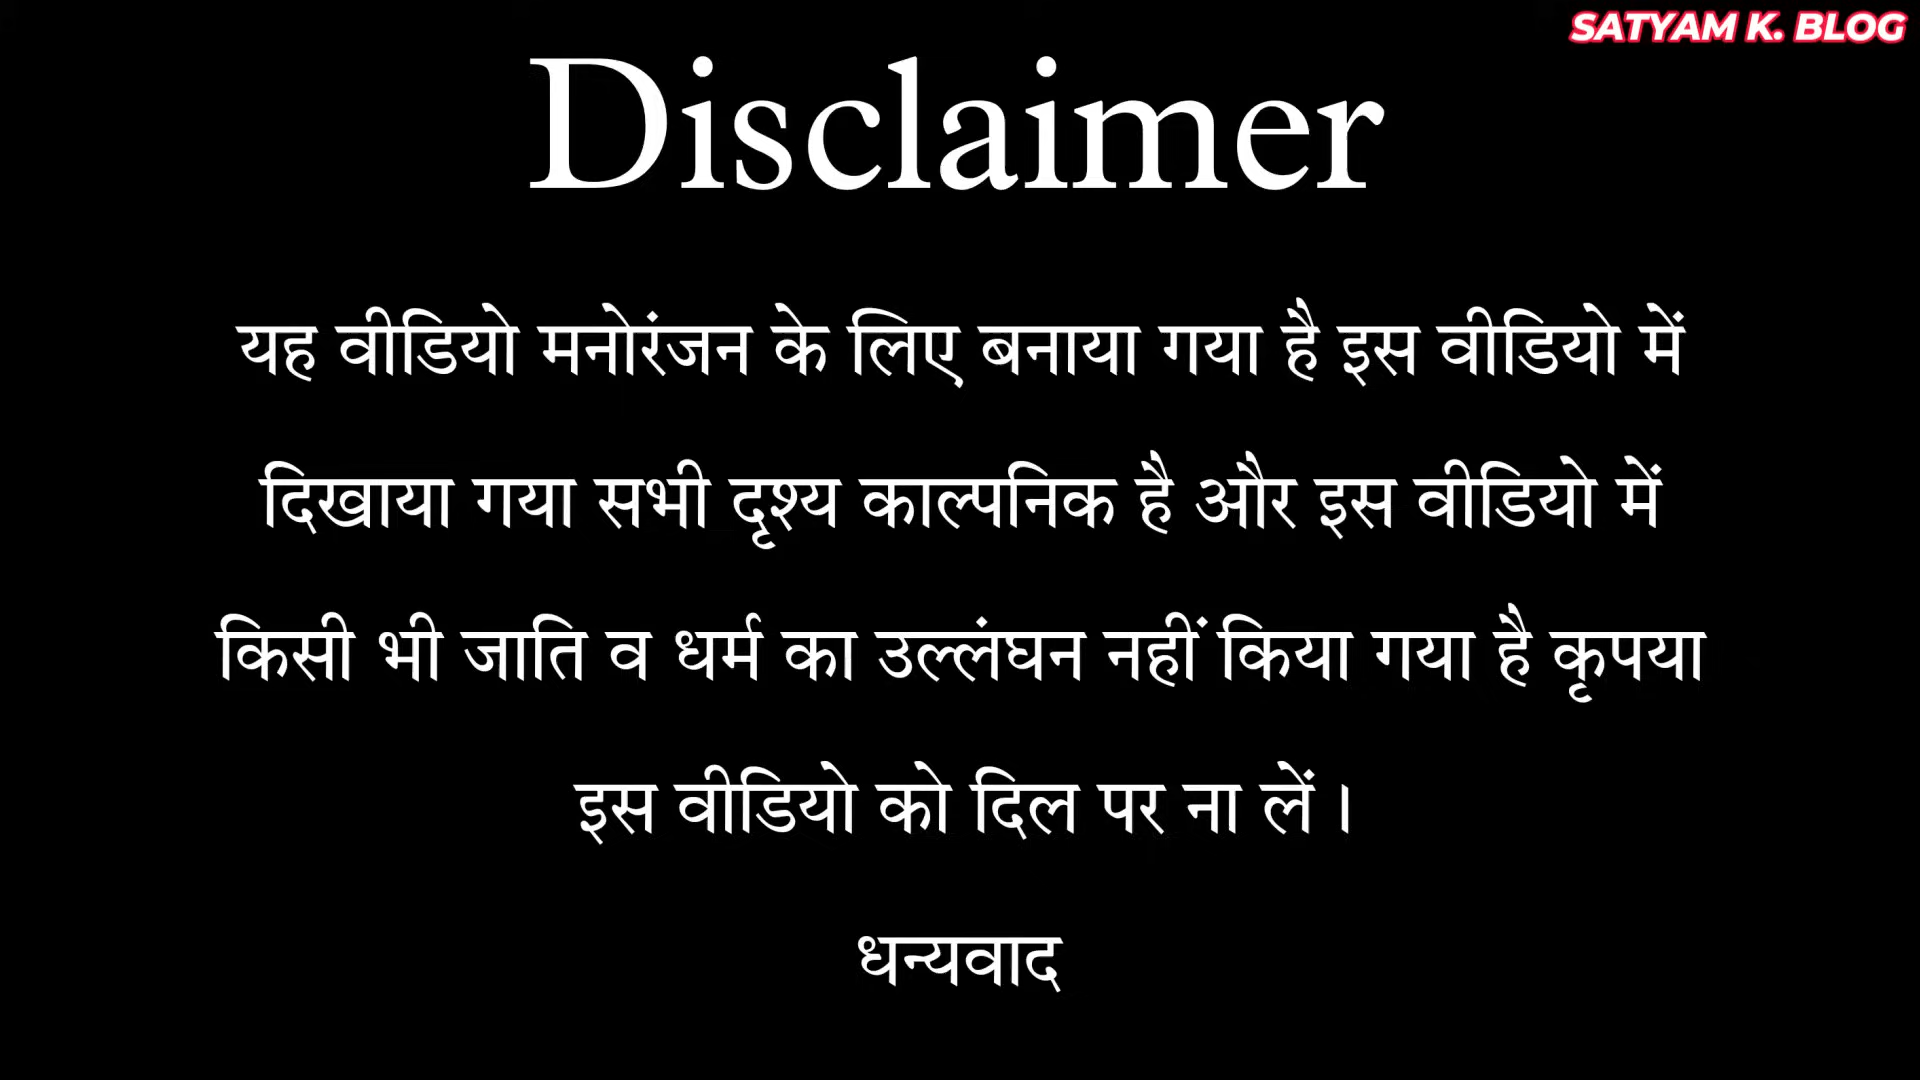 SATYAM K. BLOG
Disclaimer
यह वीडियो मनोरंजन के लिए बनाया गया है इस वीडियो में
दिखाया गया सभी दृश्य काल्पनिक है और इस वीडियो में
किसी भी जाति व धर्म का उल्लंघन नहीं किया गया है कृपया
इस वीडियो को दिल पर ना लें।
धन्यवाद